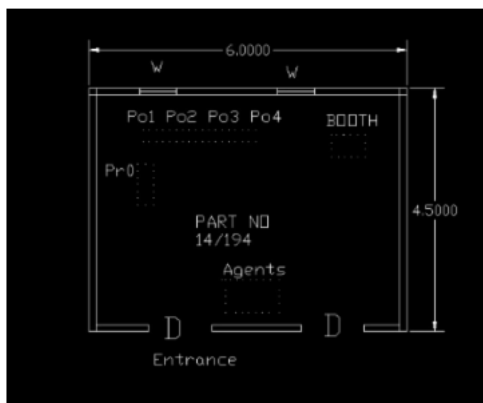 6.0000
W W
Po1 Po2 Po3 Po4 BOOTH
Pr0
4.5000
PART NO
14/194
Agents
D D
Entrance